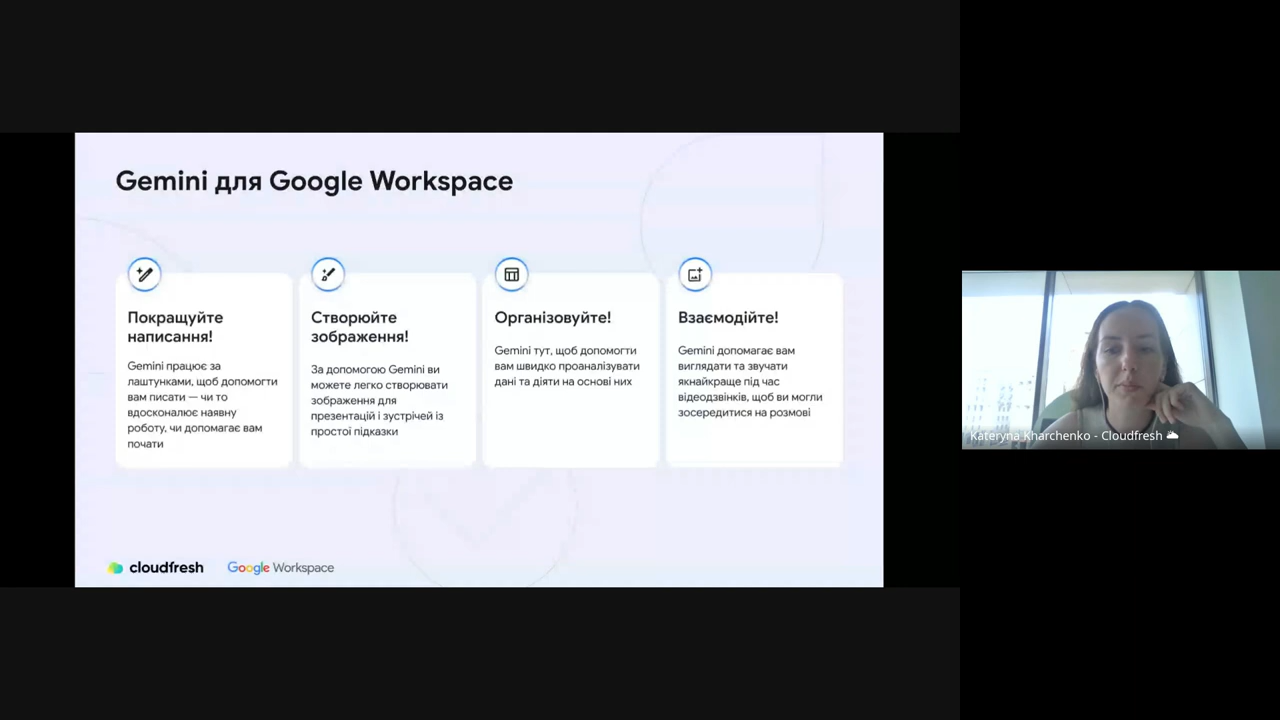 Gemini для Google Workspace
Покращуйте
написання!
Gemini працює за
лаштунками, щоб допомогти
вам писати — чи то
вдосконалює наявну
роботу, чи допомагає вам
почати
Створюйте
зображення!
За допомогою Gemini ви
можете легко створювати
зображення для
презентацій і зустрічей із
простої підказки
Організовуйте!
Gemini тут, щоб допомогти
вам швидко проаналізувати
дані та діяти на основі них
Взаємодійте!
Gemini допомагає вам
виглядати та звучати
якнайкраще під час
відеодзвінків, щоб ви могли
зосередитися на розмові
cloudfresh
Google Workspace
Kateryna Kharchenko - Cloudfresh